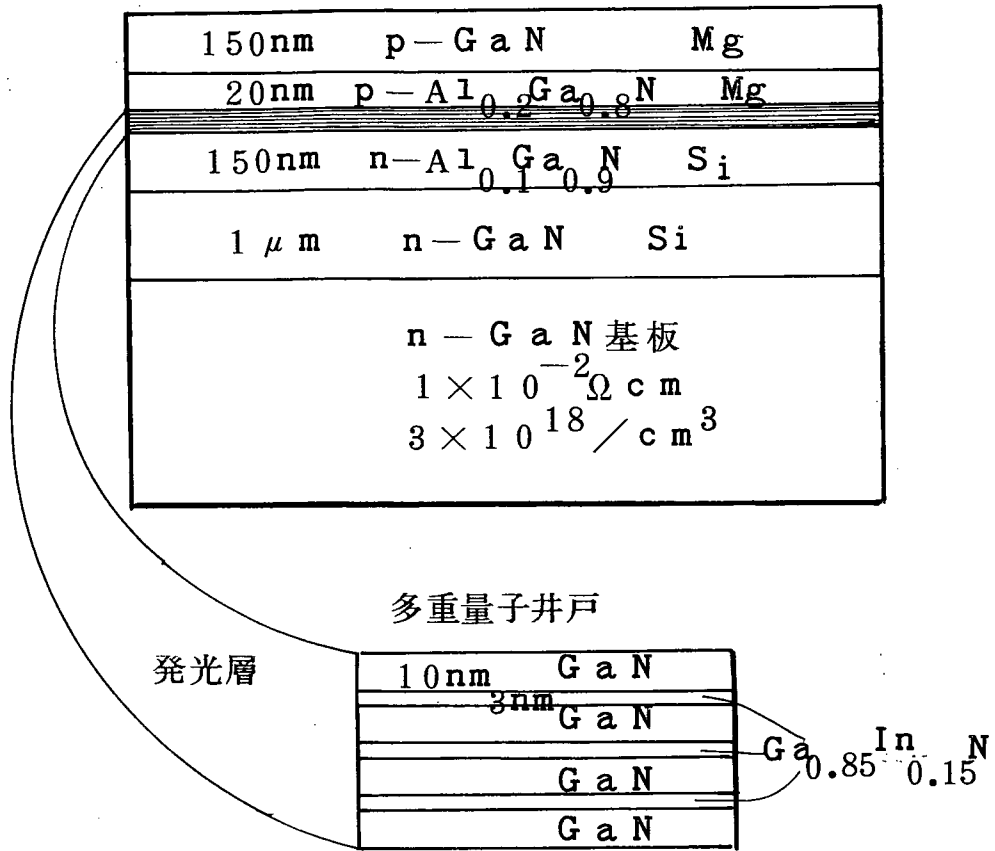 150nm p-GaN Mg
20nm p-Al0.2Ga0.8N Mg
150nm n-Al0.1Ga0.9N Si
1μm n-GaN Si
n-GaN基板
1×10⁻²Ωcm
3×10¹⁸/cm³
多重量子井戸
発光層
10nm GaN
3nm
GaN
Ga0.85In0.15N
GaN
GaN